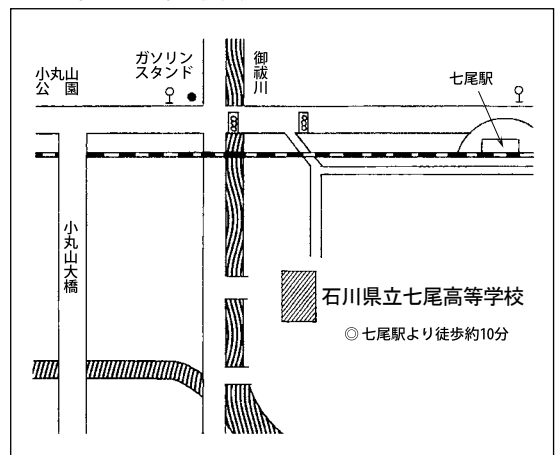 小丸山
公　園
ガソリン
スタンド
御祓川
七尾駅
小丸山大橋
石川県立七尾高等学校
◎ 七尾駅より徒歩約10分